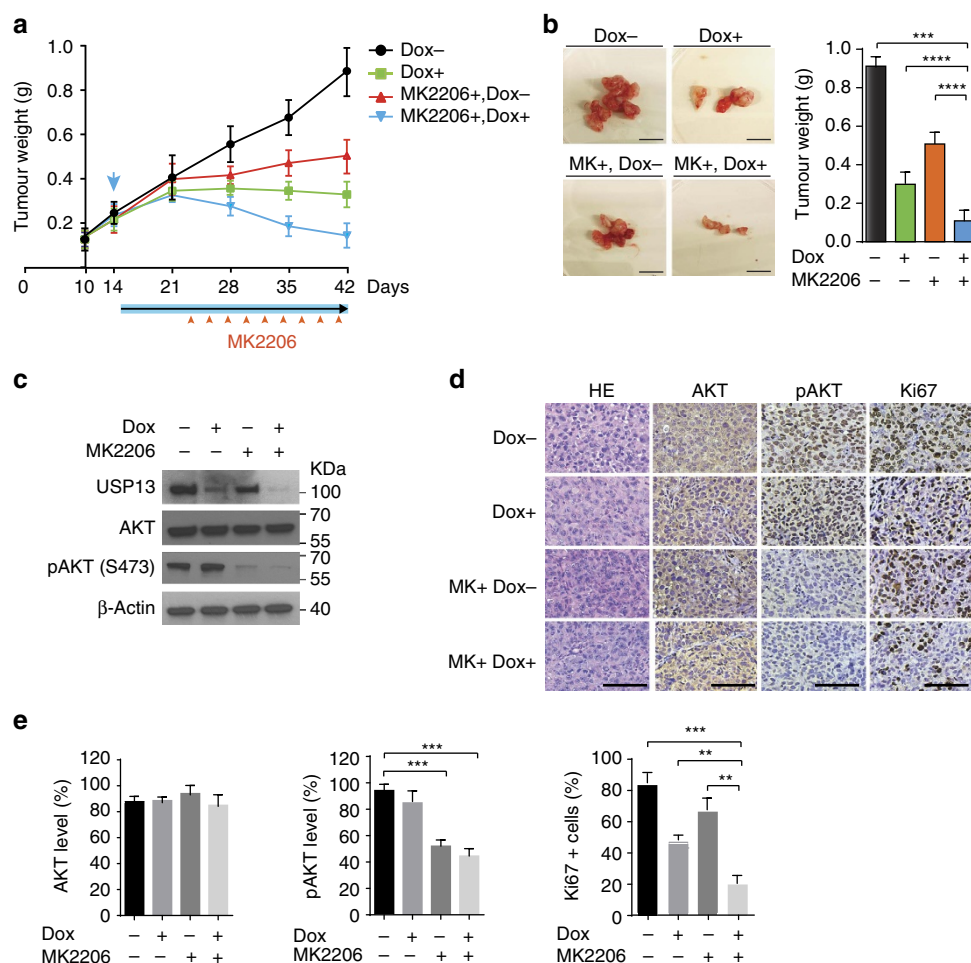 a
Tumour weight (g)
1.0
0.8
0.6
0.4
0.2
0 10 14 21 28 35 42 Days
MK2206
Dox–
Dox+
MK2206+,Dox–
MK2206+,Dox+
b
Dox– Dox+
MK+, Dox– MK+, Dox+
Tumour weight (g)
1.0
0.8
0.6
0.4
0.2
0.0
***
****
****
Dox – + – +
MK2206 – – + +
c
Dox – + – +
MK2206 – – + +
KDa
USP13 100
AKT 70
55
pAKT (S473) 70
55
β-Actin 40
d
HE AKT pAKT Ki67
Dox–
Dox+
MK+ Dox–
MK+ Dox+
e
AKT level (%)
120
100
80
60
40
20
0
Dox – + – +
MK2206 – – + +
pAKT level (%)
120
100
80
60
40
20
0
***
***
Dox – + – +
MK2206 – – + +
Ki67 + cells (%)
100
80
60
40
20
0
***
**
**
Dox – + – +
MK2206 – – + +